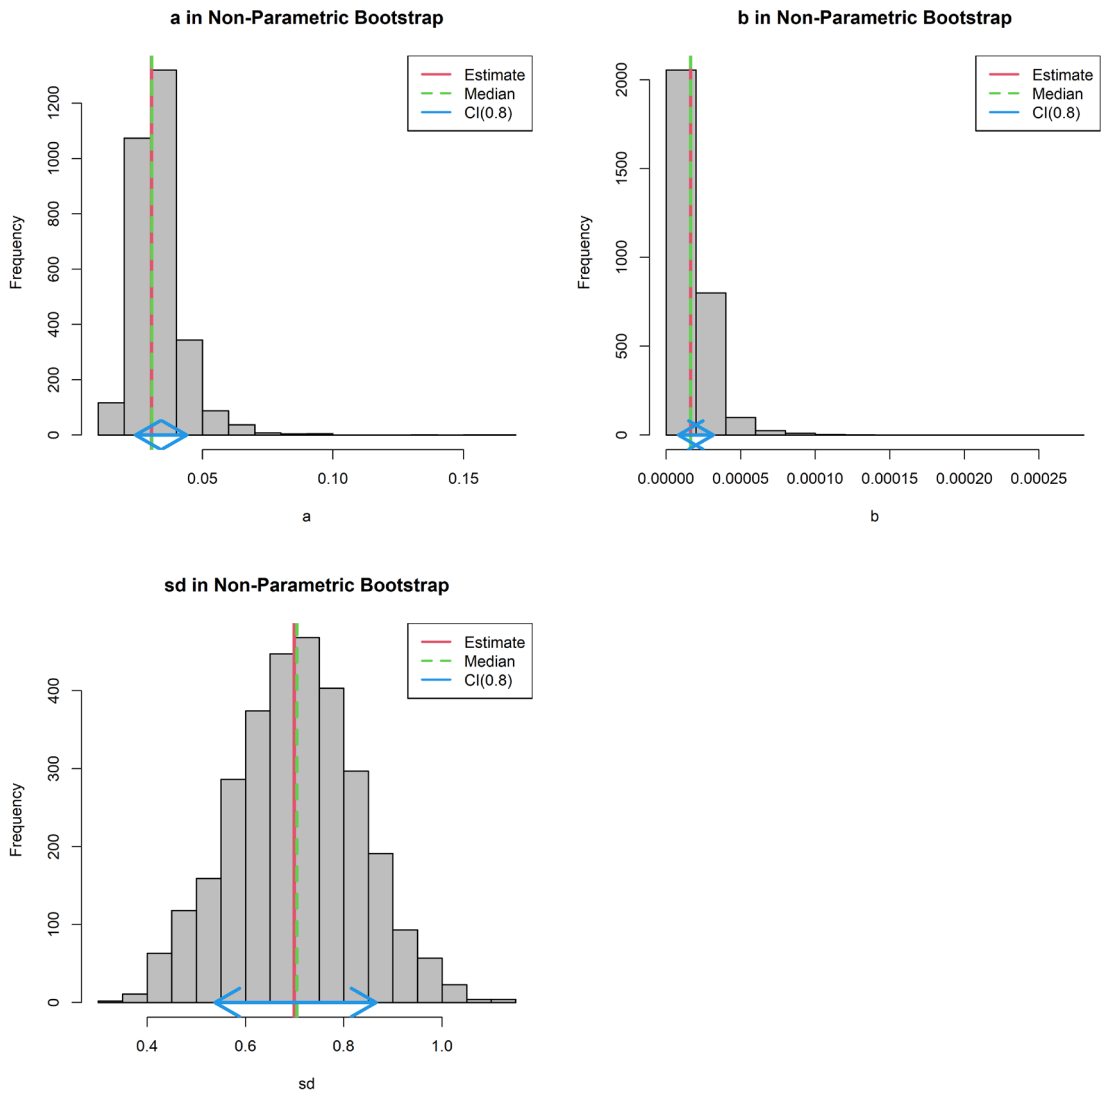 a in Non-Parametric Bootstrap
Estimate
Median
CI(0.8)
Frequency
0
200
400
600
800
1000
1200
0.05 0.10 0.15
a
b in Non-Parametric Bootstrap
Estimate
Median
CI(0.8)
Frequency
0
500
1000
1500
2000
0.00000 0.00005 0.00010 0.00015 0.00020 0.00025
b
sd in Non-Parametric Bootstrap
Estimate
Median
CI(0.8)
Frequency
0
100
200
300
400
0.4 0.6 0.8 1.0
sd